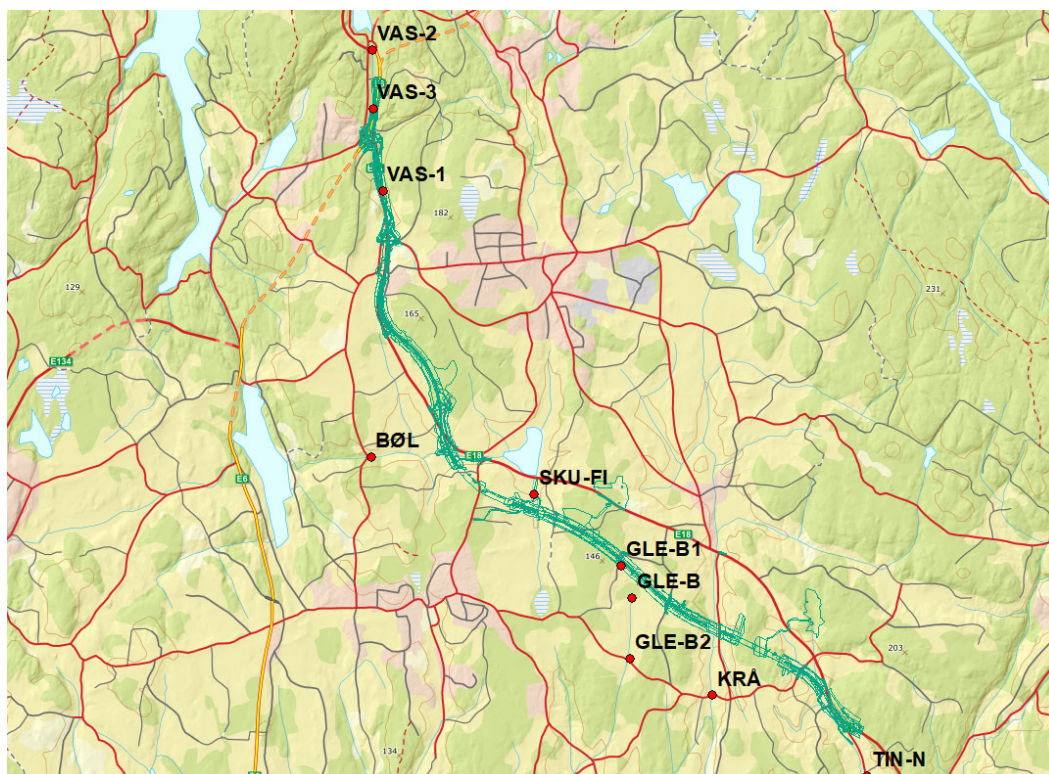 VAS-2
VAS-3
VAS-1
182
129
231
165
E134
BØL
E18
E6
SKU-FI
E18
GLE-B1
146
GLE-B
GLE-B2
203
KRÅ
134
TIN-N